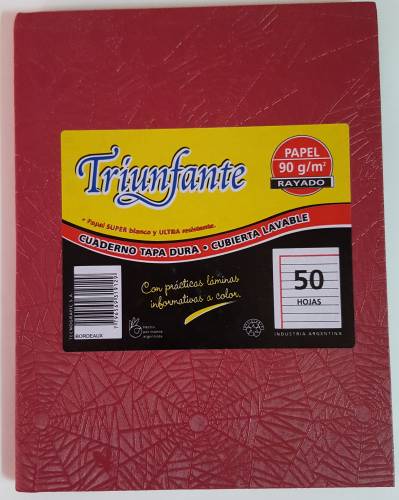 Triunfante
PAPEL
90 g/m²
RAYADO
• Papel SUPER blanco y ULTRA resistente.
CUADERNO TAPA DURA • CUBIERTA LAVABLE
Con prácticas láminas
informativas a color.
50
HOJAS
BORDEAUX
INDUSTRIA ARGENTINA